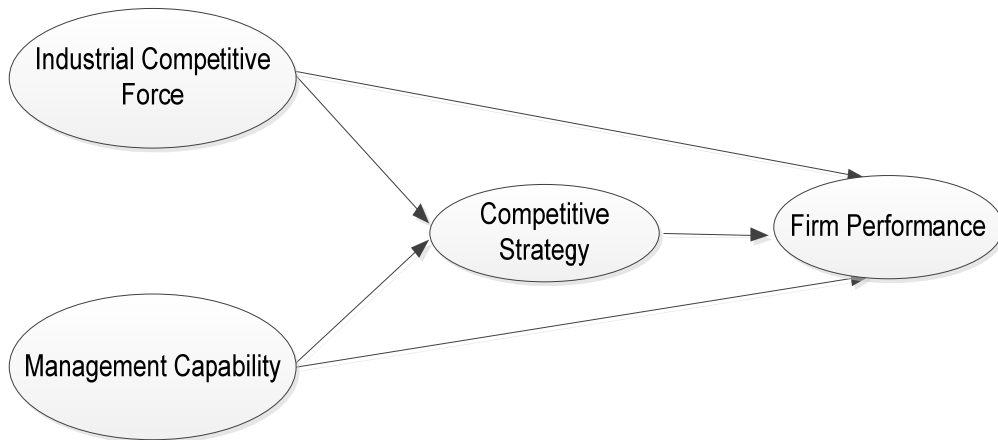 Industrial Competitive
Force
Competitive
Strategy
Firm Performance
Management Capability